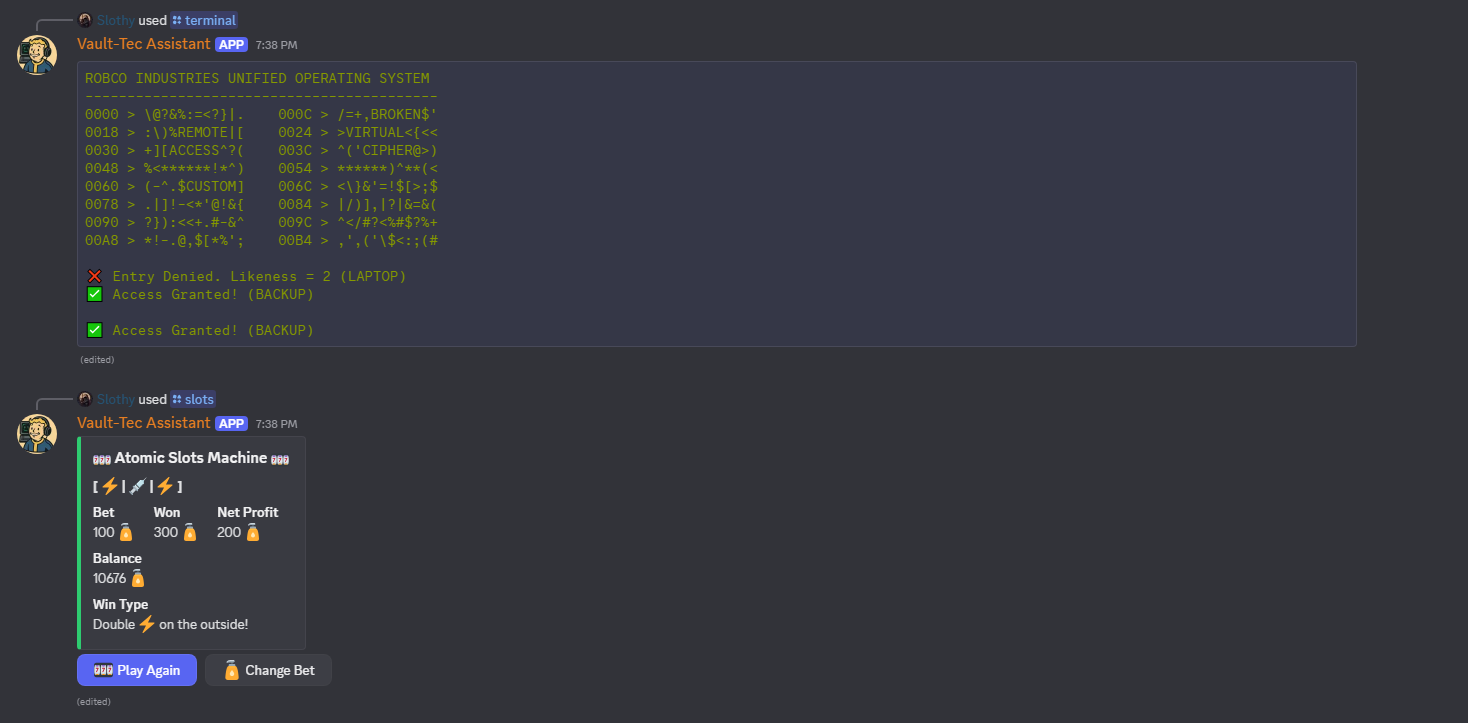 Slothy used terminal
Vault-Tec Assistant APP 7:38 PM
ROBCO INDUSTRIES UNIFIED OPERATING SYSTEM
------------------------------------------
0000 > \@?&%:=<?}|.    000C > /=+,BROKEN$'
0018 > :\)%REMOTE|[    0024 > >VIRTUAL<{<<
0030 > +][ACCESS^?(    003C > ^('CIPHER@>)
0048 > %<******!*^)    0054 > ******)^**(<
0060 > (-^.$CUSTOM]    006C > <\}&'=!$[>;$
0078 > .|]!-<*'@!&{    0084 > |/)],|?|&=&(
0090 > ?}):<<+.#-&^    009C > ^</#?<%#$?%+
00A8 > *!-.@,$[*%';    00B4 > ,',('\$<:;(#
❌ Entry Denied. Likeness = 2 (LAPTOP)
✅ Access Granted! (BACKUP)
✅ Access Granted! (BACKUP)
(edited)
Slothy used slots
Vault-Tec Assistant APP 7:38 PM
Atomic Slots Machine
[ ⚡ | 💉 | ⚡ ]
Bet Won Net Profit
100 300 200
Balance
10676
Win Type
Double ⚡ on the outside!
Play Again Change Bet
(edited)